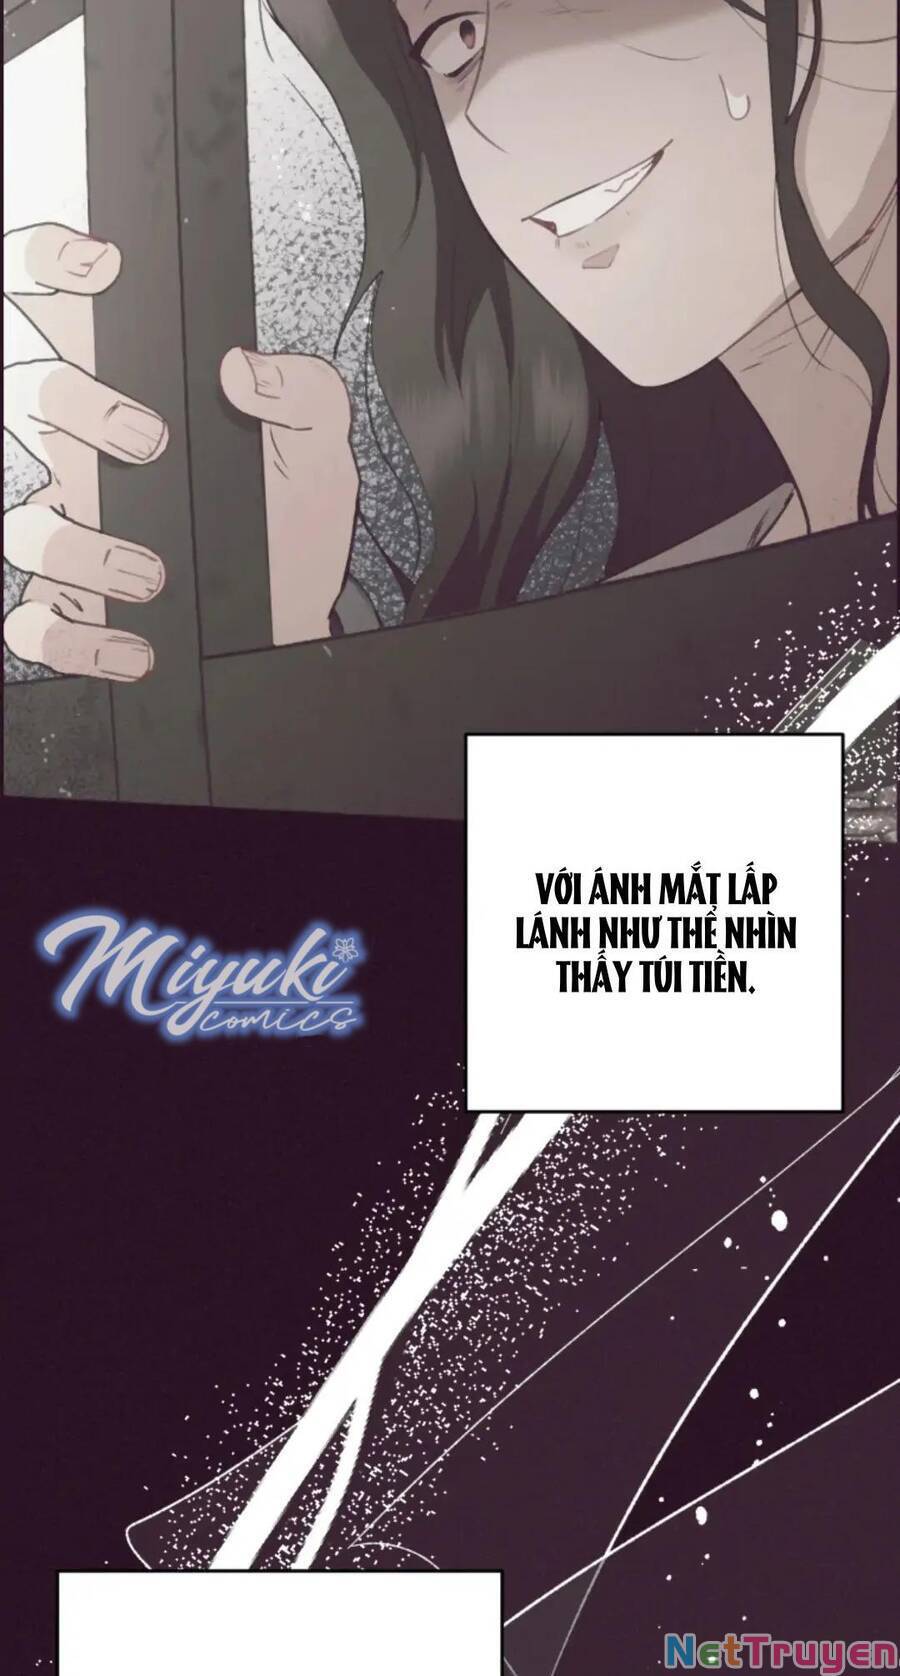 VỚI ÁNH MẮT LẤP
LÁNH NHƯ THỂ NHÌN
THẤY TÚI TIỀN.
Miyuki
comics
NetTruyen